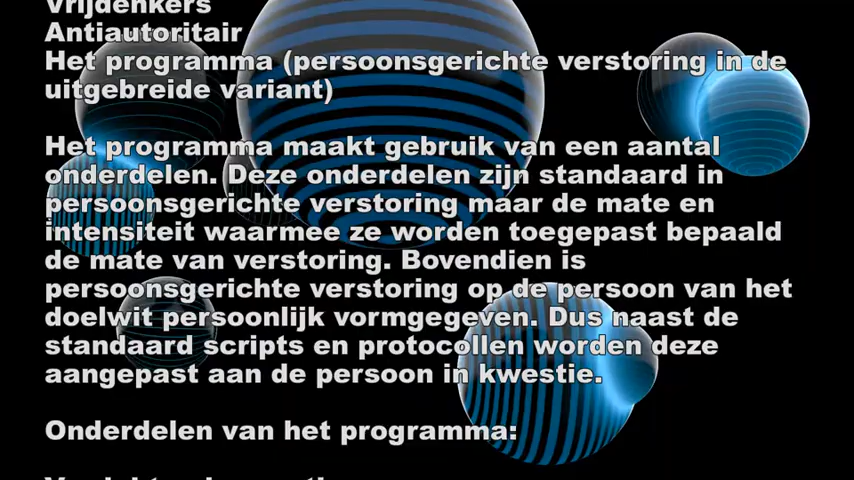 Vrijdenkers
Antiautoritair
Het programma (persoonsgerichte verstoring in de
uitgebreide variant)
Het programma maakt gebruik van een aantal
onderdelen. Deze onderdelen zijn standaard in
persoonsgerichte verstoring maar de mate en
intensiteit waarmee ze worden toegepast bepaald
de mate van verstoring. Bovendien is
persoonsgerichte verstoring op de persoon van het
doelwit persoonlijk vormgegeven. Dus naast de
standaard scripts en protocollen worden deze
aangepast aan de persoon in kwestie.
Onderdelen van het programma: